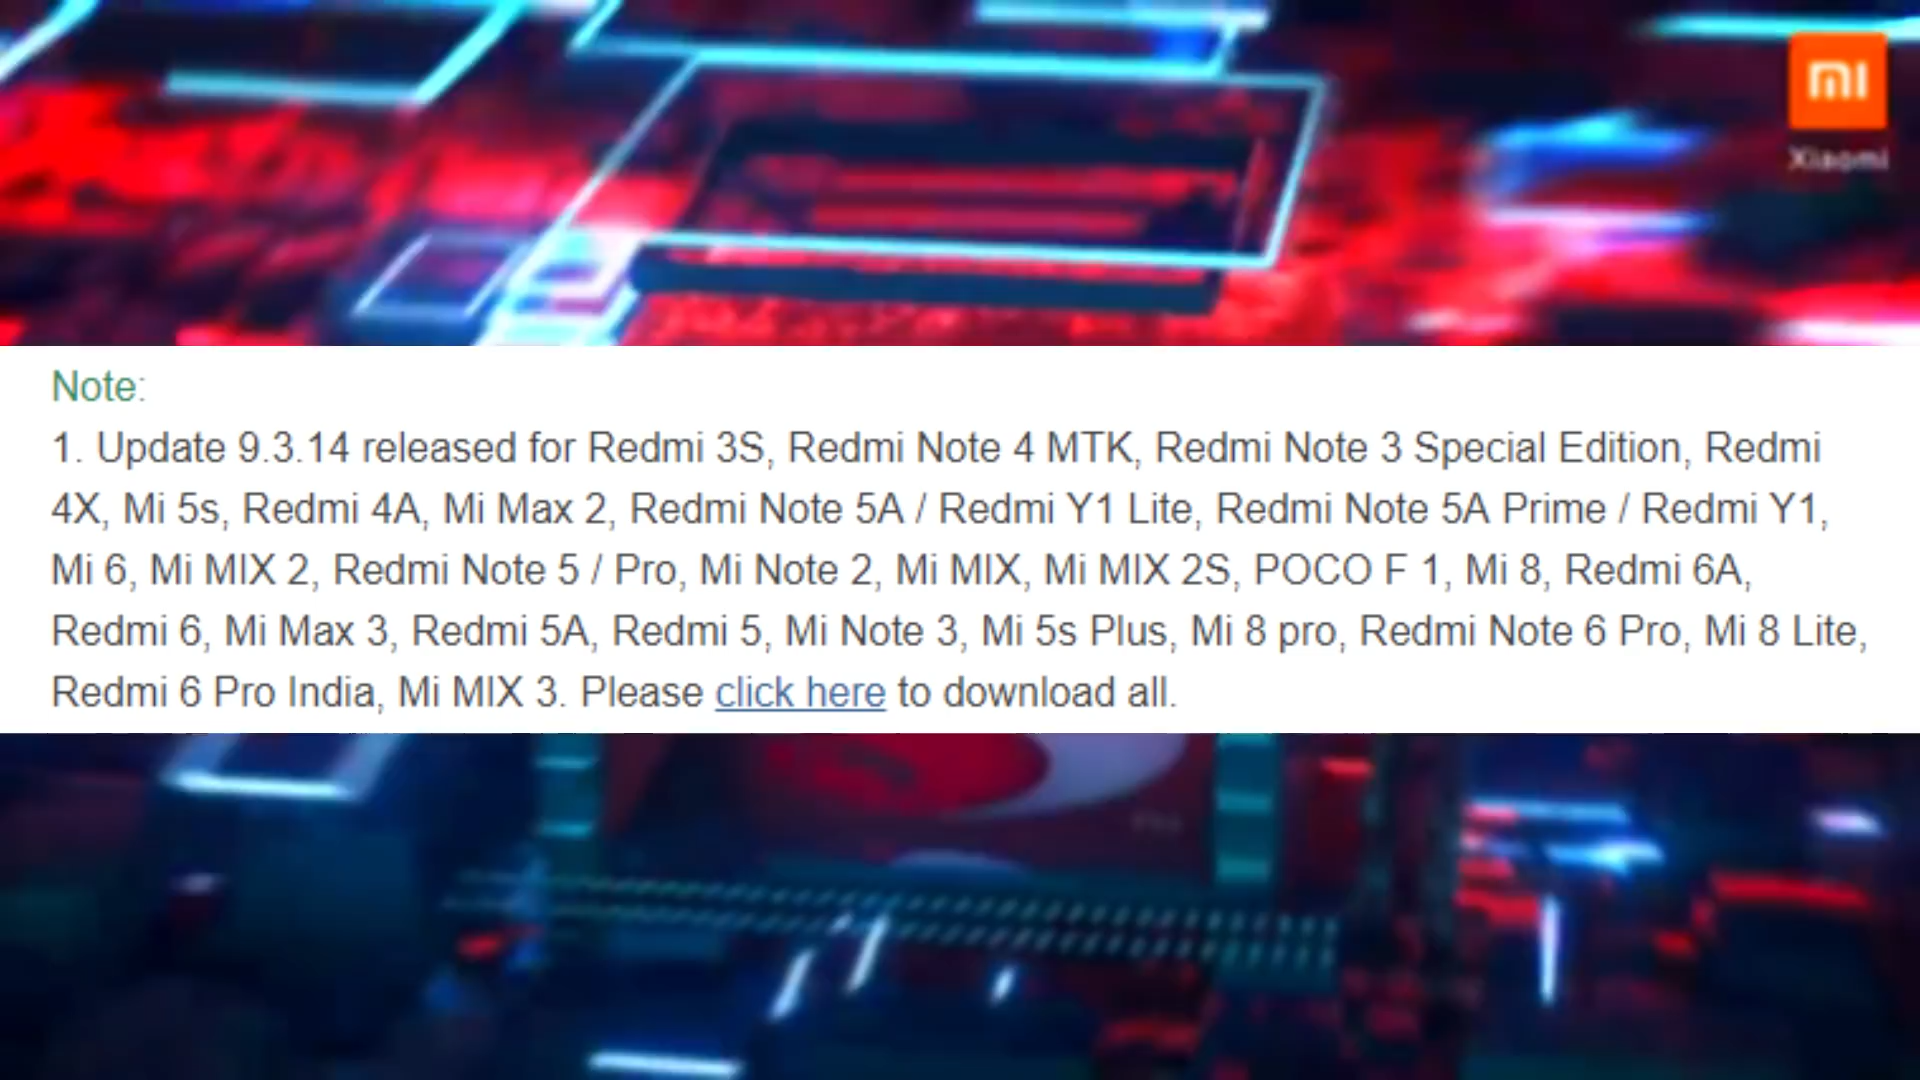 mi
Xiaomi
Note:
1. Update 9.3.14 released for Redmi 3S, Redmi Note 4 MTK, Redmi Note 3 Special Edition, Redmi
4X, Mi 5s, Redmi 4A, Mi Max 2, Redmi Note 5A / Redmi Y1 Lite, Redmi Note 5A Prime / Redmi Y1,
Mi 6, Mi MIX 2, Redmi Note 5 / Pro, Mi Note 2, Mi MIX, Mi MIX 2S, POCO F 1, Mi 8, Redmi 6A,
Redmi 6, Mi Max 3, Redmi 5A, Redmi 5, Mi Note 3, Mi 5s Plus, Mi 8 pro, Redmi Note 6 Pro, Mi 8 Lite,
Redmi 6 Pro India, Mi MIX 3. Please click here to download all.